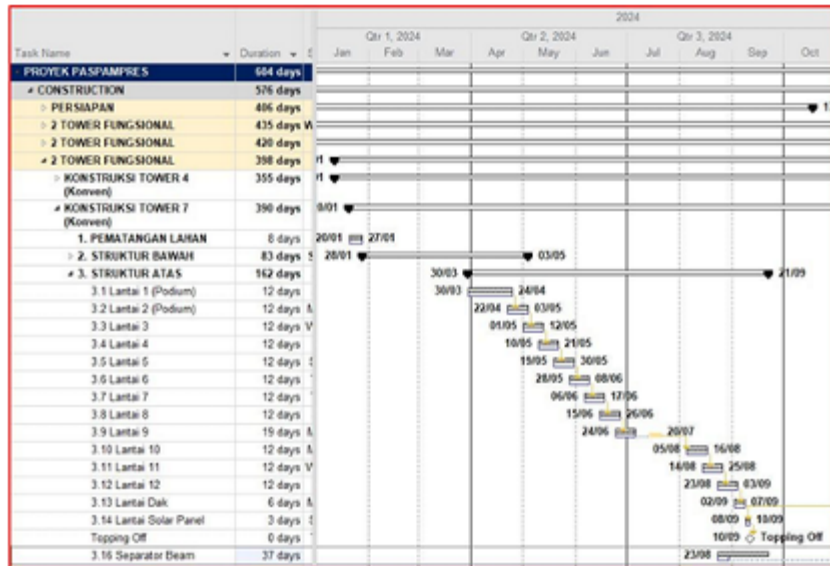 2024
Qtr 1, 2024 Qtr 2, 2024 Qtr 3, 2024
Task Name Duration S Jan Feb Mar Apr May Jun Jul Aug Sep Oct
PROYEK PASPAMPRES 604 days
CONSTRUCTION 576 days
PERSIAPAN 406 days
2 TOWER FUNGSIONAL 435 days W
2 TOWER FUNGSIONAL 420 days
2 TOWER FUNGSIONAL 398 days
KONSTRUKSI TOWER 4 355 days
(Konven)
KONSTRUKSI TOWER 7 390 days
(Konven)
1. PEMATANGAN LAHAN 8 days 20/01 27/01
2. STRUKTUR BAWAH 83 days S 28/01 03/05
3. STRUKTUR ATAS 162 days 30/03 21/09
3.1 Lantai 1 (Podium) 12 days 30/03 24/04
3.2 Lantai 2 (Podium) 12 days 22/04 03/05
3.3 Lantai 3 12 days 01/05 12/05
3.4 Lantai 4 12 days 10/05 21/05
3.5 Lantai 5 12 days 19/05 30/05
3.6 Lantai 6 12 days 28/05 08/06
3.7 Lantai 7 12 days 06/06 17/06
3.8 Lantai 8 12 days 15/06 26/06
3.9 Lantai 9 19 days 24/06 20/07
3.10 Lantai 10 12 days 05/08 16/08
3.11 Lantai 11 12 days 14/08 25/08
3.12 Lantai 12 12 days 23/08 03/09
3.13 Lantai Dak 6 days 02/09 07/09
3.14 Lantai Solar Panel 3 days 08/09 10/09
Topping Off 0 days 10/09 Topping Off
3.16 Separator Beam 37 days 23/08